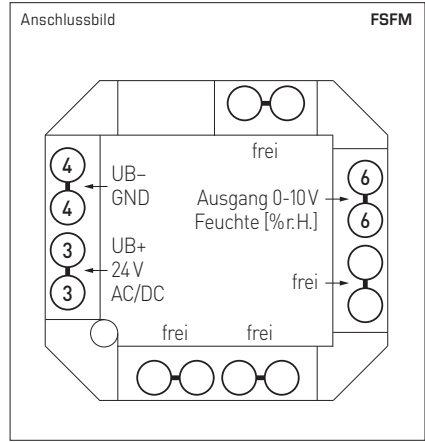 Anschlussbild FSFM
frei
4
4
UB–
GND
3
3
UB+
24 V
AC/DC
Ausgang 0-10 V
Feuchte [% r.H.]
6
6
frei
frei frei